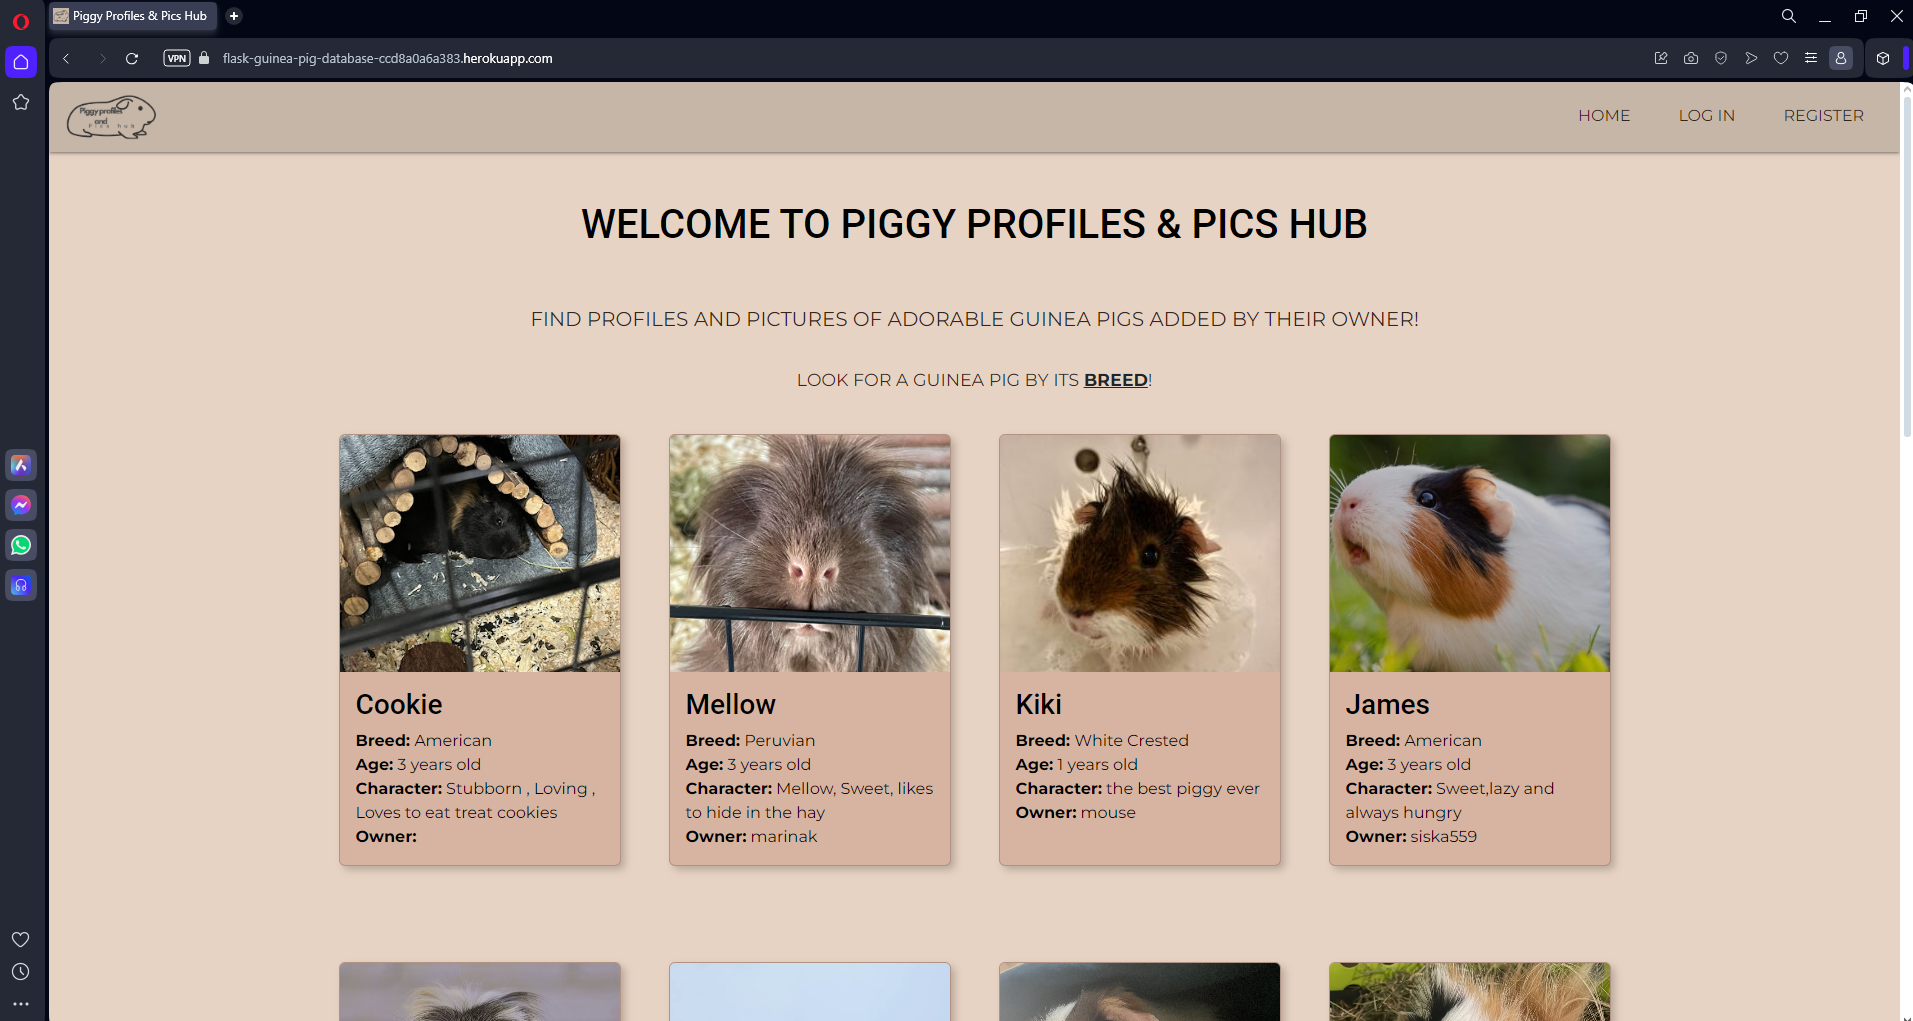 Piggy Profiles & Pics Hub
VPN
flask-guinea-pig-database-ccd8a0a6a383.herokuapp.com
Piggy profiles
and
Pics hub
HOME
LOG IN
REGISTER
WELCOME TO PIGGY PROFILES & PICS HUB
FIND PROFILES AND PICTURES OF ADORABLE GUINEA PIGS ADDED BY THEIR OWNER!
LOOK FOR A GUINEA PIG BY ITS BREED!
Cookie
Breed: American
Age: 3 years old
Character: Stubborn , Loving ,
Loves to eat treat cookies
Owner:
Mellow
Breed: Peruvian
Age: 3 years old
Character: Mellow, Sweet, likes
to hide in the hay
Owner: marinak
Kiki
Breed: White Crested
Age: 1 years old
Character: the best piggy ever
Owner: mouse
James
Breed: American
Age: 3 years old
Character: Sweet,lazy and
always hungry
Owner: siska559